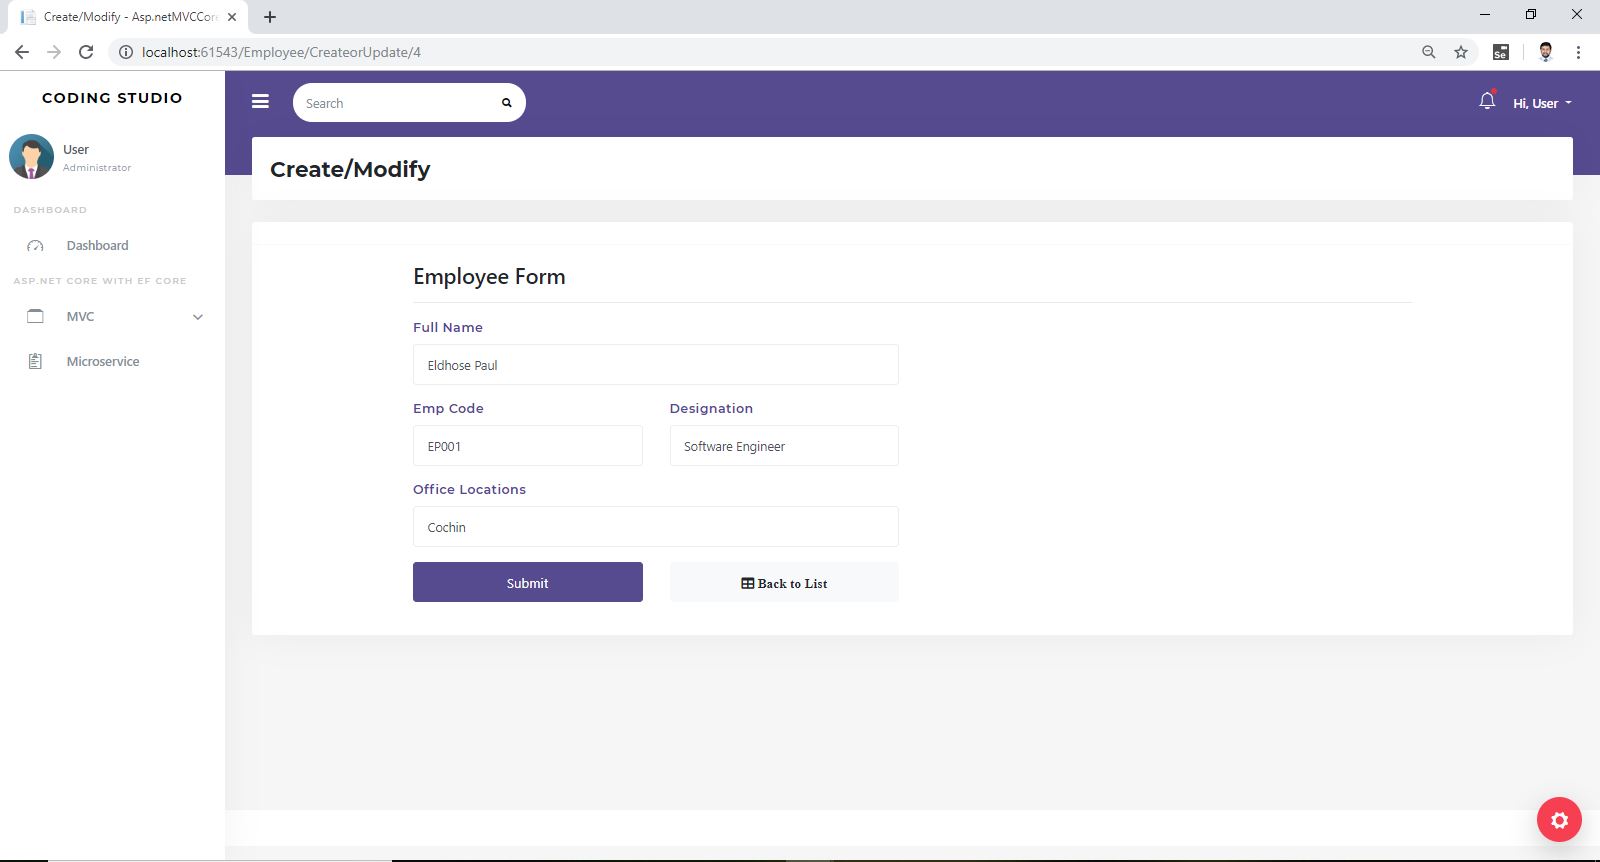 Create/Modify - Asp.netMVCCor
localhost:61543/Employee/CreateorUpdate/4
Se
CODING STUDIO
Search
Hi, User
User
Administrator
Create/Modify
DASHBOARD
Dashboard
ASP.NET CORE WITH EF CORE
MVC
Microservice
Employee Form
Full Name
Eldhose Paul
Emp Code Designation
EP001 Software Engineer
Office Locations
Cochin
Submit Back to List